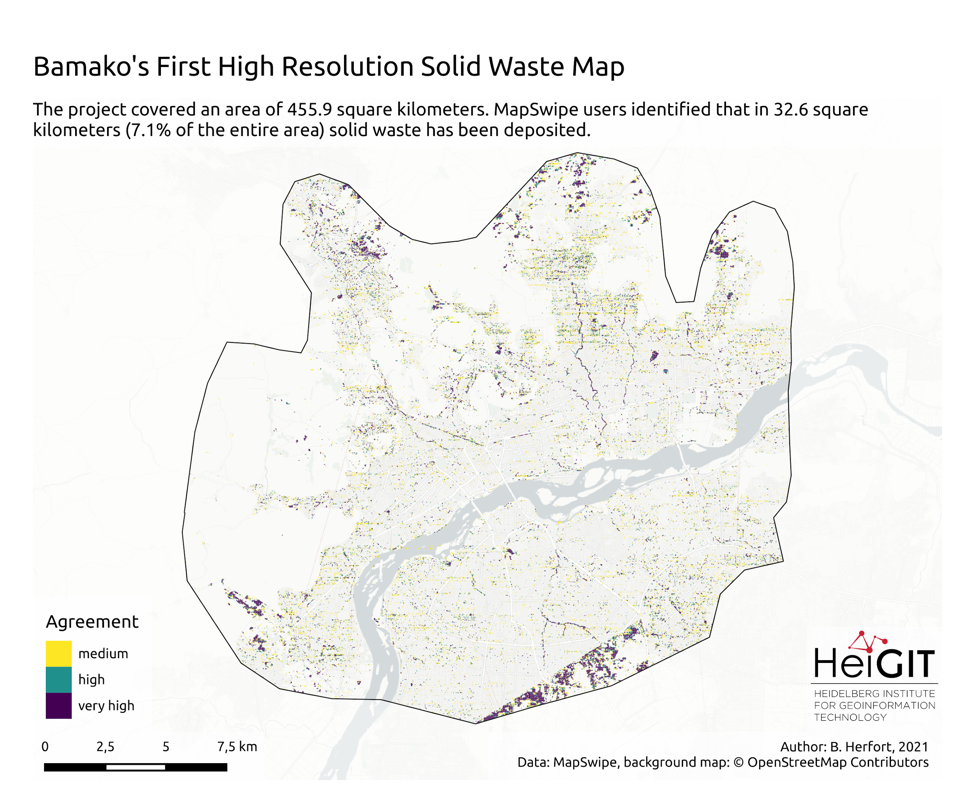 Bamako's First High Resolution Solid Waste Map
The project covered an area of 455.9 square kilometers. MapSwipe users identified that in 32.6 square
kilometers (7.1% of the entire area) solid waste has been deposited.
Agreement
medium
high
very high
0 2,5 5 7,5 km
HeiGIT
HEIDELBERG INSTITUTE
FOR GEOINFORMATION
TECHNOLOGY
Author: B. Herfort, 2021
Data: MapSwipe, background map: © OpenStreetMap Contributors